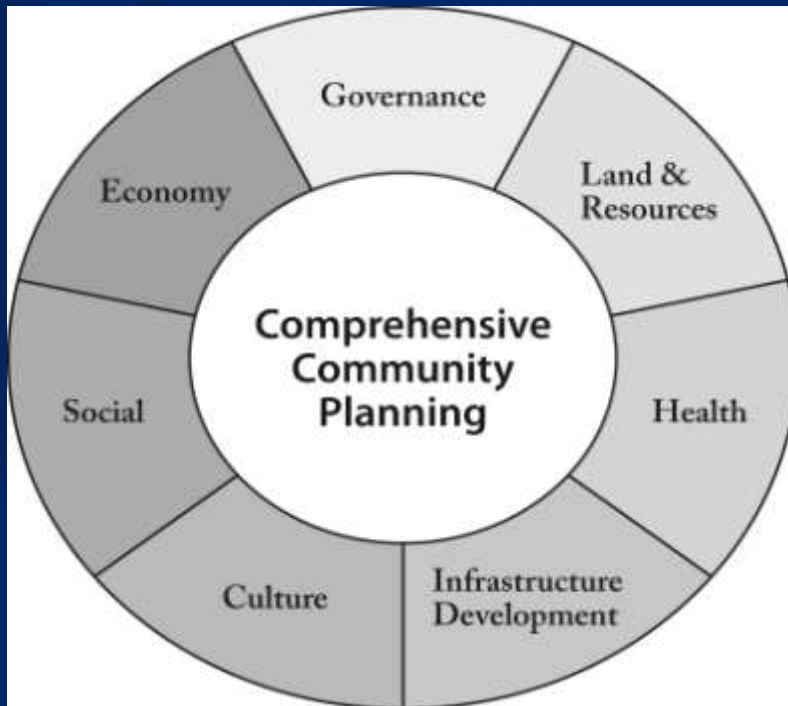 Governance
Land &
Resources
Health
Infrastructure
Development
Culture
Social
Economy
Comprehensive
Community
Planning